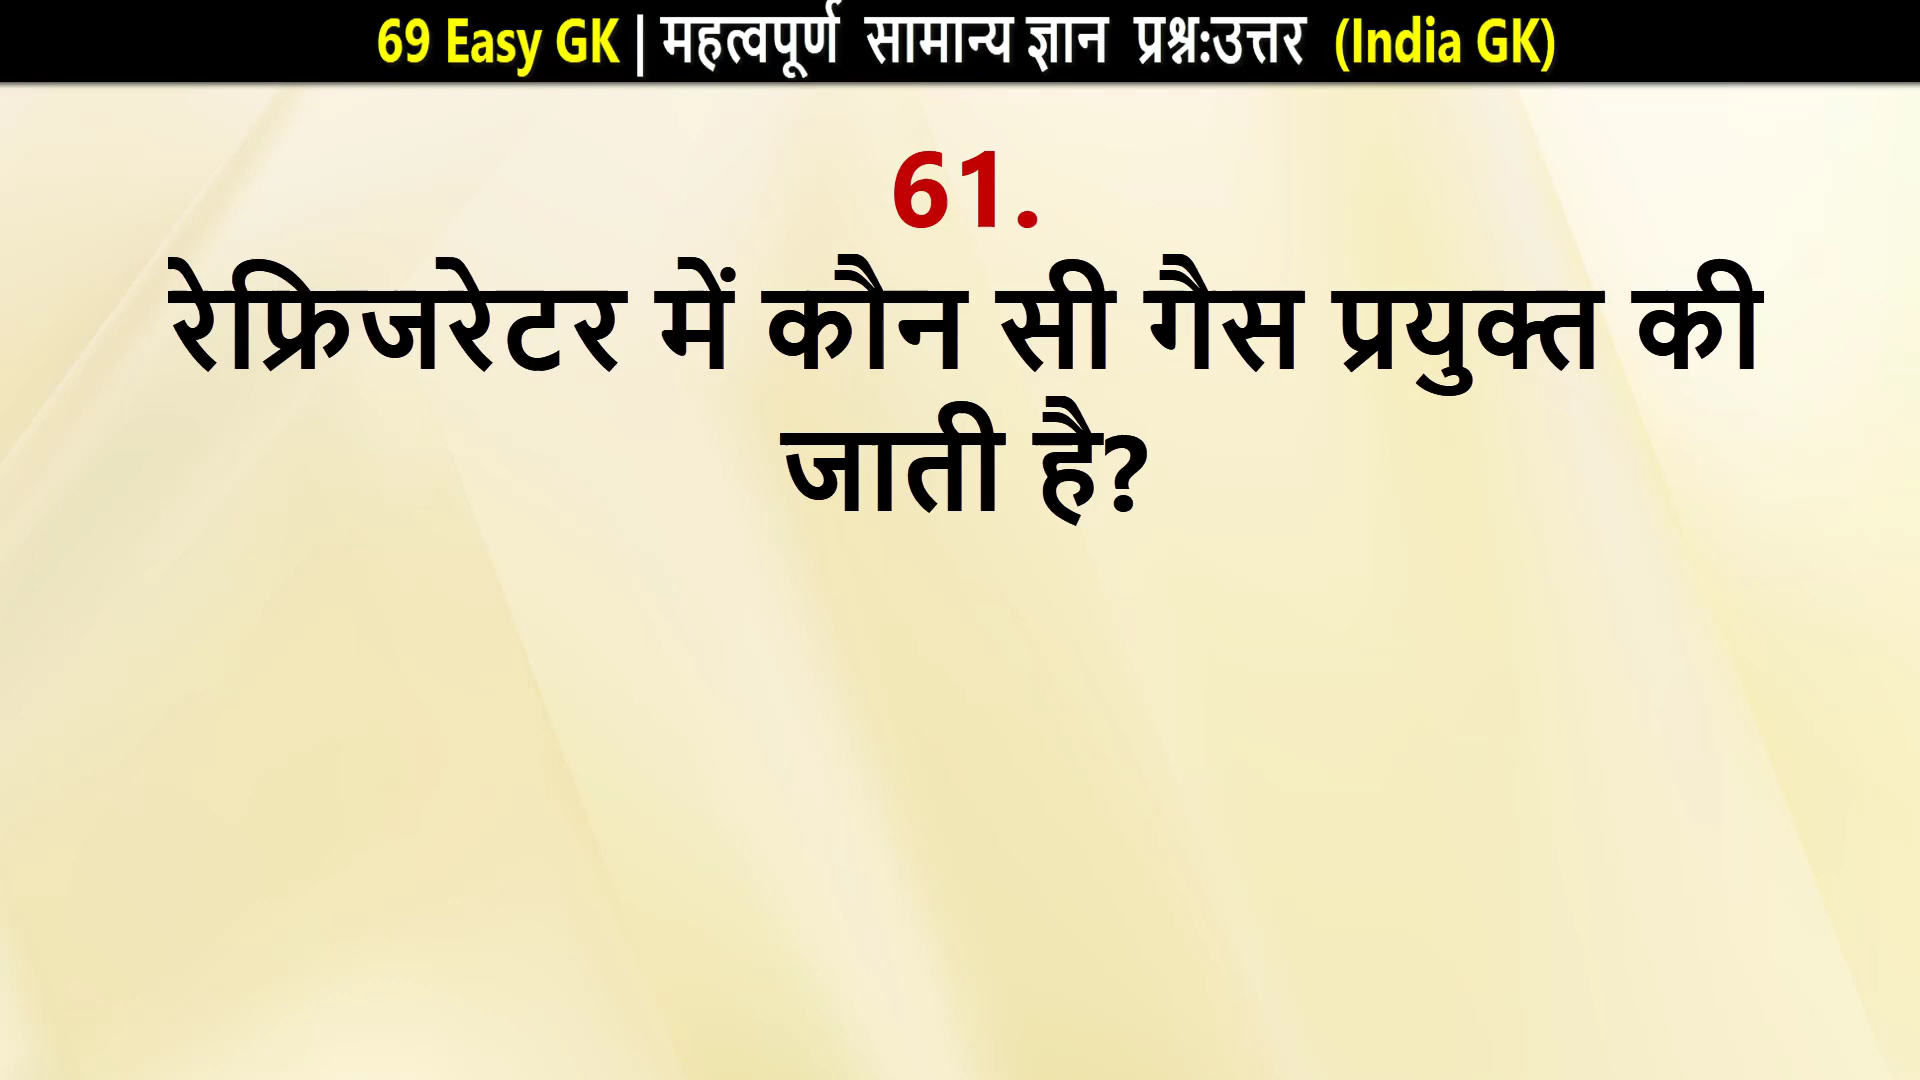 69 Easy GK | महत्वपूर्ण सामान्य ज्ञान प्रश्न:उत्तर (India GK)
61.
रेफ्रिजरेटर में कौन सी गैस प्रयुक्त की
जाती है?